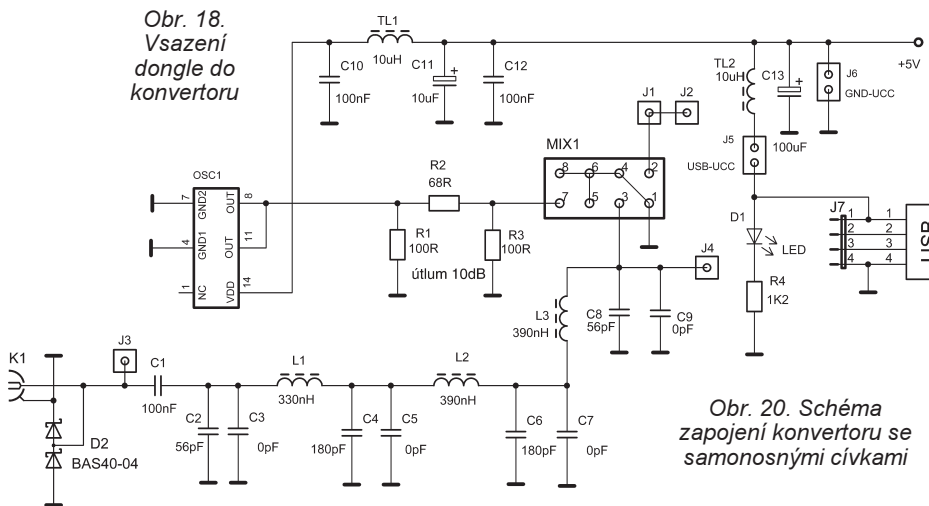 Obr. 18.
Vsazení
dongle do
konvertoru
TL1
10uH
C10
100nF
C11
+
10uF
C12
100nF
TL2
10uH
C13
+
100uF
J6
GND-UCC
+5V
J1
J2
J5
USB-UCC
MIX1
8
6
4
2
7
5
3
1
OSC1
7
GND2
OUT
8
4
GND1
OUT
11
1
NC
VDD
14
R2
68R
R1
100R
R3
100R
útlum 10dB
J4
D1
LED
R4
1K2
J7
1
2
3
4
1
2
3
4
USB
L3
390nH
C8
56pF
C9
0pF
K1
J3
C1
100nF
L1
330nH
L2
390nH
D2
BAS40-04
C2
56pF
C3
0pF
C4
180pF
C5
0pF
C6
180pF
C7
0pF
Obr. 20. Schéma
zapojení konvertoru se
samonosnými cívkami